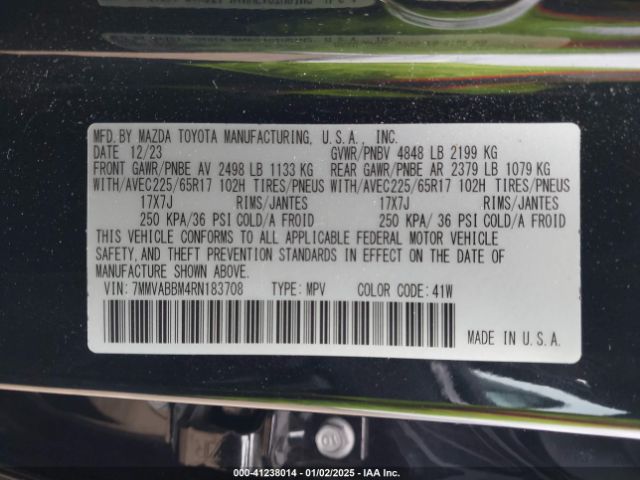 MFD. BY MAZDA TOYOTA MANUFACTURING, U.S.A., INC.
DATE 12/23 GVWR/PNBV 4848 LB 2199 KG
FRONT GAWR/PNBE AV 2498 LB 1133 KG REAR GAWR/PNBE AR 2379 LB 1079 KG
WITH/AVEC225/65R17 102H TIRES/PNEUS WITH/AVEC225/65R17 102H TIRES/PNEUS
17X7J RIMS/JANTES 17X7J RIMS/JANTES
250 KPA/36 PSI COLD/A FROID 250 KPA/ 36 PSI COLD/A FROID
THIS VEHICLE CONFORMS TO ALL APPLICABLE FEDERAL MOTOR VEHICLE
SAFETY, AND THEFT PREVENTION STANDARDS IN EFFECT ON THE DATE OF
MANUFACTURE SHOWN ABOVE.
VIN: 7MMVABBM4RN183708 TYPE: MPV COLOR CODE: 41W
MADE IN U.S.A.
000-41238014 - 01/02/2025 - IAA Inc.